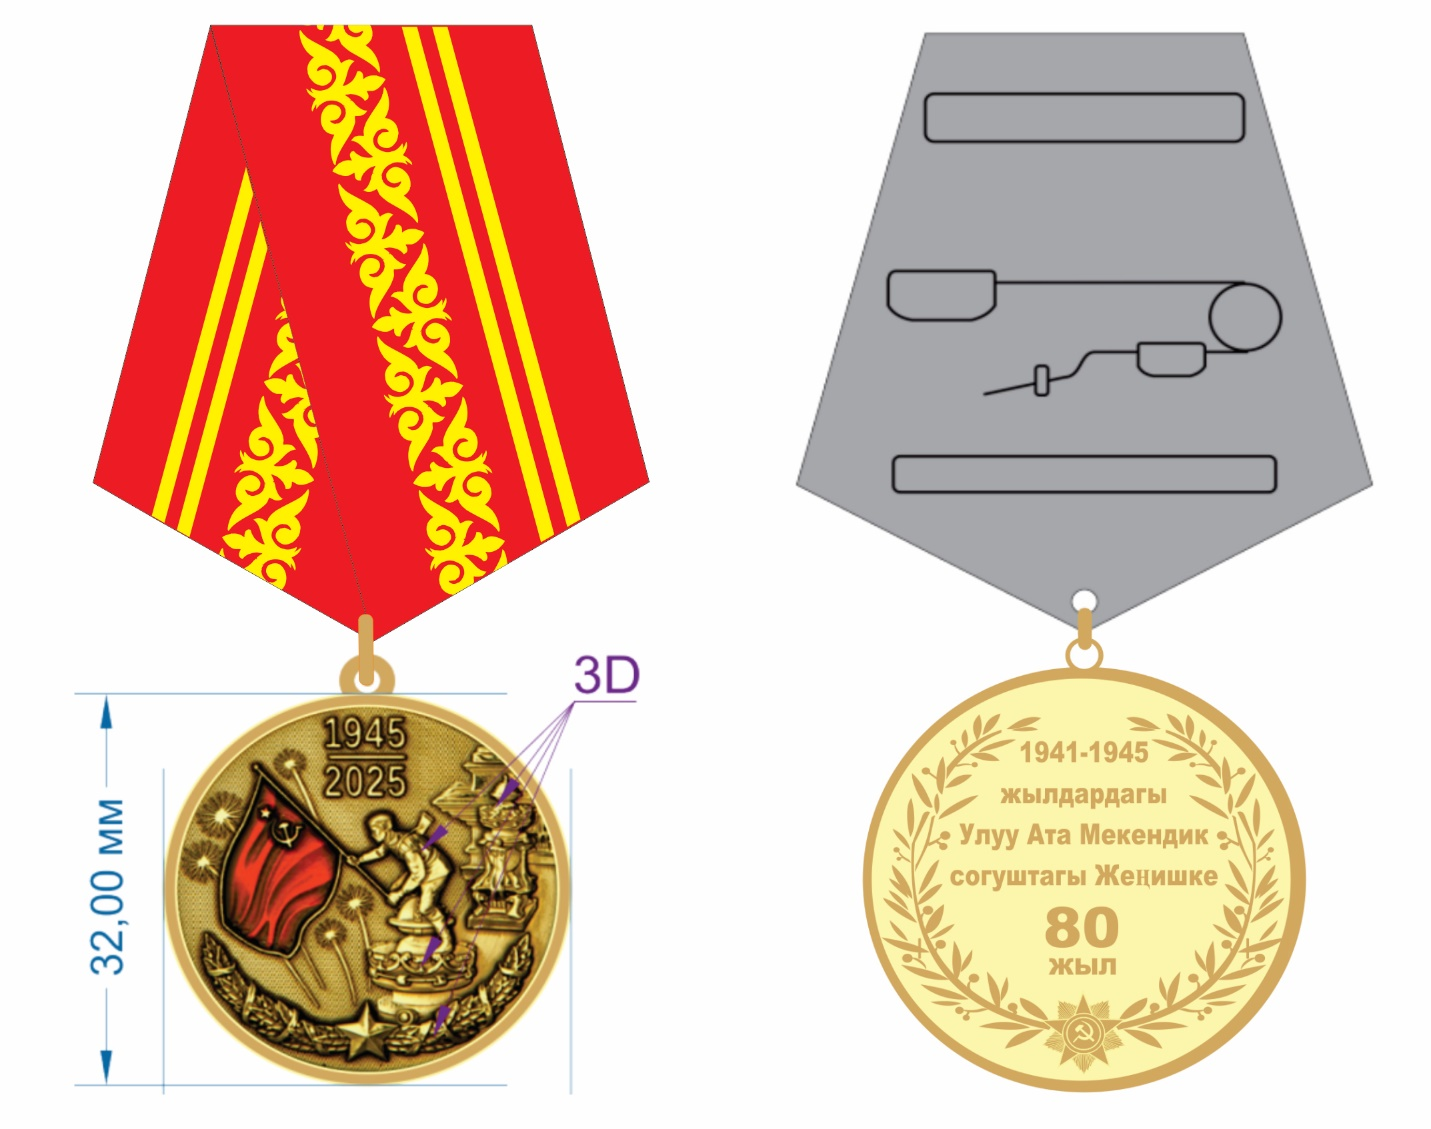 3D
1945
2025
32,00 мм
1941-1945
жылдардагы
Улуу Ата Мекендик
согуштагы Жеңишке
80
жыл